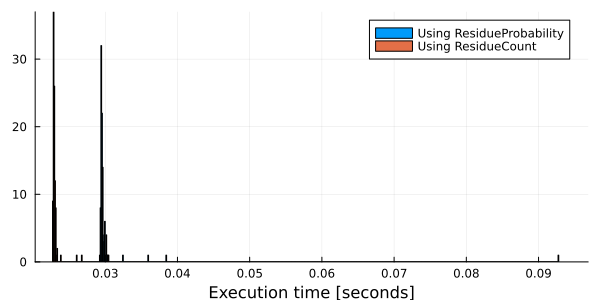 30
20
10
0
Using ResidueProbability
Using ResidueCount
0.03 0.04 0.05 0.06 0.07 0.08 0.09
Execution time [seconds]